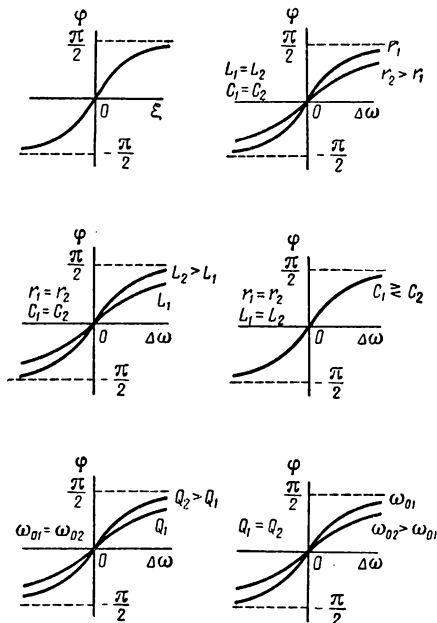 φ
π/2
0
ξ
-π/2
φ
π/2
r₁
L₁=L₂
C₁=C₂
r₂>r₁
0
Δω
-π/2
φ
π/2
L₂>L₁
r₁=r₂
C₁=C₂
L₁
0
Δω
-π/2
φ
π/2
r₁=r₂
L₁=L₂
C₁≷C₂
0
Δω
-π/2
φ
π/2
Q₂>Q₁
ω₀₁=ω₀₂
Q₁
0
Δω
-π/2
φ
π/2
ω₀₁
Q₁=Q₂
ω₀₂>ω₀₁
0
Δω
-π/2